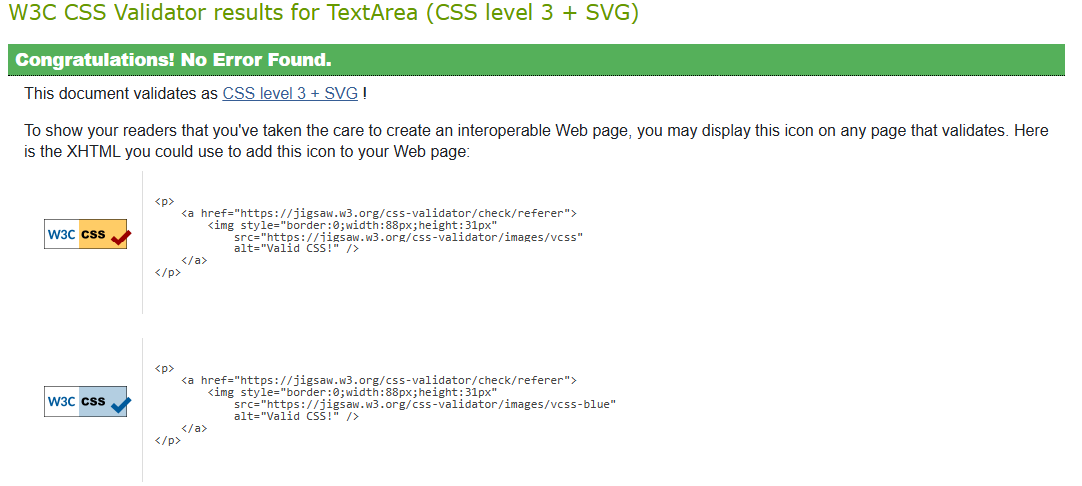 W3C CSS Validator results for TextArea (CSS level 3 + SVG)
Congratulations! No Error Found.
This document validates as CSS level 3 + SVG !
To show your readers that you've taken the care to create an interoperable Web page, you may display this icon on any page that validates. Here
is the XHTML you could use to add this icon to your Web page:
W3C css
<p>
    <a href="https://jigsaw.w3.org/css-validator/check/referer">
        <img style="border:0;width:88px;height:31px"
            src="https://jigsaw.w3.org/css-validator/images/vcss"
            alt="Valid CSS!" />
    </a>
</p>
W3C css
<p>
    <a href="https://jigsaw.w3.org/css-validator/check/referer">
        <img style="border:0;width:88px;height:31px"
            src="https://jigsaw.w3.org/css-validator/images/vcss-blue"
            alt="Valid CSS!" />
    </a>
</p>